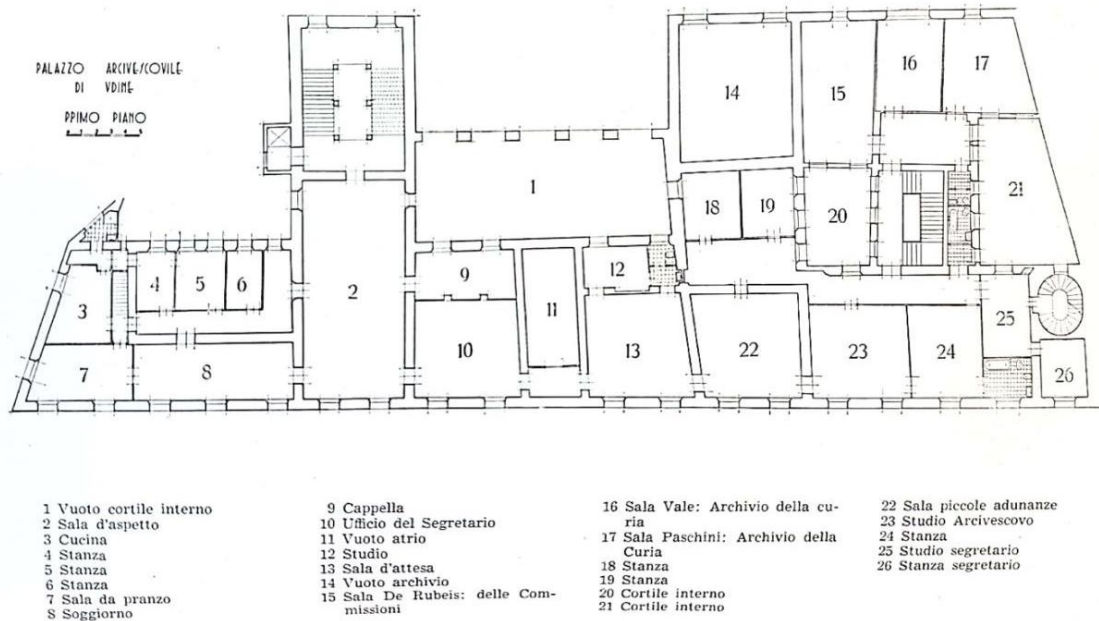 PALAZZO ARCIVESCOVILE
DI VDINE
PPIMO PIANO
16
17
14
15
1
21
18
19
20
9
12
4
5
6
2
3
11
25
10
13
22
23
24
7
8
26
1 Vuoto cortile interno
2 Sala d'aspetto
3 Cucina
4 Stanza
5 Stanza
6 Stanza
7 Sala da pranzo
8 Soggiorno
9 Cappella
10 Ufficio del Segretario
11 Vuoto atrio
12 Studio
13 Sala d'attesa
14 Vuoto archivio
15 Sala De Rubeis: delle Com-
missioni
16 Sala Vale: Archivio della cu-
ria
17 Sala Paschini: Archivio della
Curia
18 Stanza
19 Stanza
20 Cortile interno
21 Cortile interno
22 Sala piccole adunanze
23 Studio Arcivescovo
24 Stanza
25 Studio segretario
26 Stanza segretario